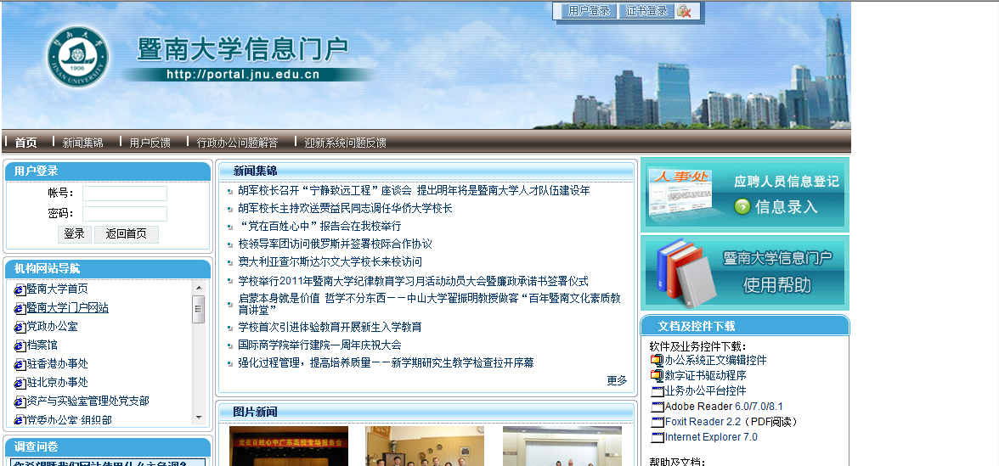 用户登录 证书登录
暨南大学
JINAN UNIVERSITY
1906
暨南大学信息门户
http://portal.jnu.edu.cn
首页 新闻集锦 用户反馈 行政办公问题解答 迎新系统问题反馈
用户登录
帐号：
密码：
登录 返回首页
机构网站导航
暨南大学首页
暨南大学门户网站
党政办公室
档案馆
驻香港办事处
驻北京办事处
资产与实验室管理处党支部
党委办公室·组织部
调查问卷
你希望暨我们网站使用什么主色调？
新闻集锦
胡军校长召开“宁静致远工程”座谈会 提出明年将是暨南大学人才队伍建设年
胡军校长主持欢送贾益民同志调任华侨大学校长
“党在百姓心中”报告会在我校举行
校领导率团访问俄罗斯并签署校际合作协议
澳大利亚查尔斯达尔文大学校长来校访问
学校举行2011年暨南大学纪律教育学习月活动动员大会暨廉政承诺书签署仪式
启蒙本身就是价值 哲学不分东西－－中山大学翟振明教授做客“百年暨南文化素质教
育讲堂”
学校首次引进体验教育开展新生入学教育
国际商学院举行建院一周年庆祝大会
强化过程管理，提高培养质量－－新学期研究生教学检查拉开序幕
更多
图片新闻
党在百姓心中广东高校专场报告会
人事处
应聘人员信息登记
信息录入
暨南大学信息门户
使用帮助
文档及控件下载
软件及业务控件下载：
办公系统正文编辑控件
数字证书驱动程序
业务办公平台控件
Adobe Reader 6.0/7.0/8.1
Foxit Reader 2.2（PDF阅读）
Internet Explorer 7.0
帮助及文档：